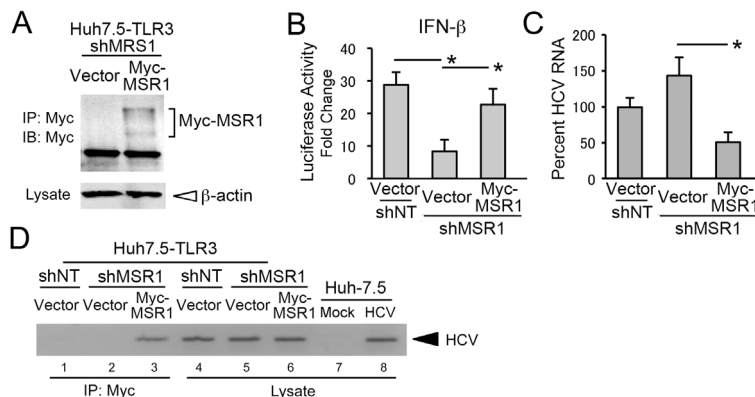 A
Huh7.5-TLR3
shMRS1
Vector
Myc-
MSR1
IP: Myc
IB: Myc
Myc-MSR1
Lysate
β-actin
B
IFN-β
Luciferase Activity
Fold Change
40
30
20
10
0
*
*
Vector
Vector
Myc-
MSR1
shNT
shMSR1
C
Percent HCV RNA
200
150
100
50
0
*
Vector
Vector
Myc-
MSR1
shNT
shMSR1
D
Huh7.5-TLR3
shNT
shMSR1
shNT
shMSR1
Huh-7.5
Vector
Vector
Myc-
MSR1
Vector
Vector
Myc-
MSR1
Mock
HCV
HCV
1 2 3 4 5 6 7 8
IP: Myc
Lysate